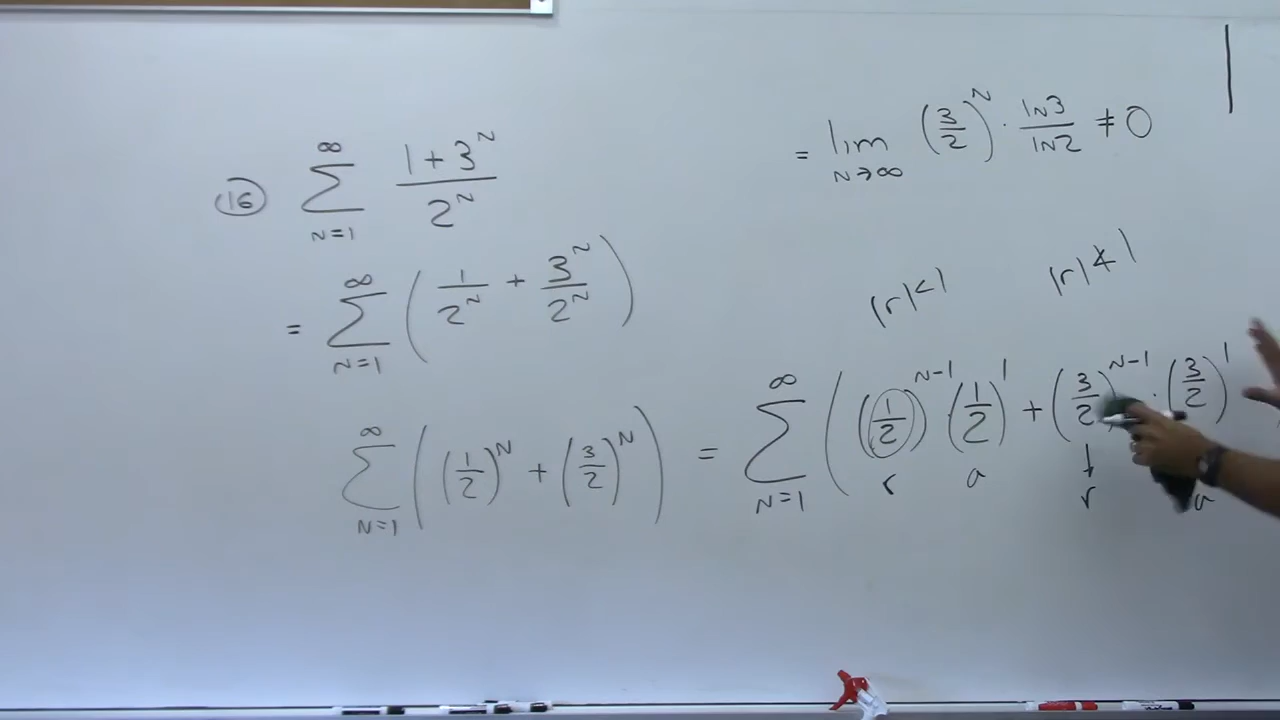 = lim N→∞ (3/2)^N · ln3/ln2 ≠ 0
(16) ∑_{N=1}^{∞} (1+3^N)/2^N
= ∑_{N=1}^{∞} (1/2^N + 3^N/2^N)
|r|<1 |r|≮1
∑_{N=1}^{∞} ((1/2)^N + (3/2)^N) = ∑_{N=1}^{∞} ((1/2)^{N-1} (1/2)^1 + (3/2)^{N-1} · (3/2)^1
r a ↓ r a